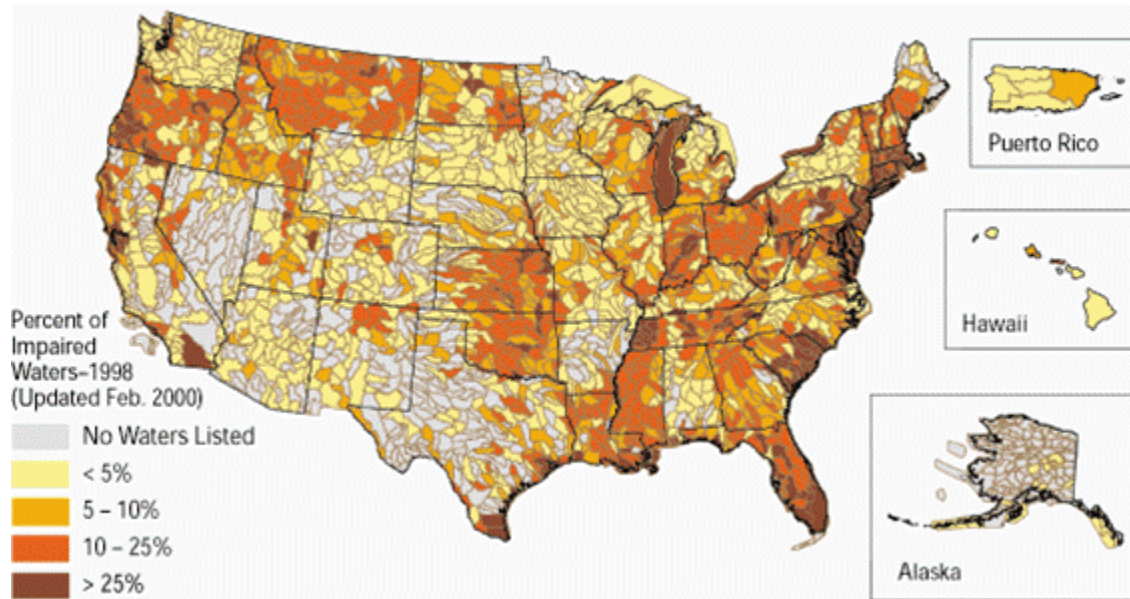 Puerto Rico
Hawaii
Percent of
Impaired
Waters–1998
(Updated Feb. 2000)
No Waters Listed
< 5%
5 – 10%
10 – 25%
> 25%
Alaska